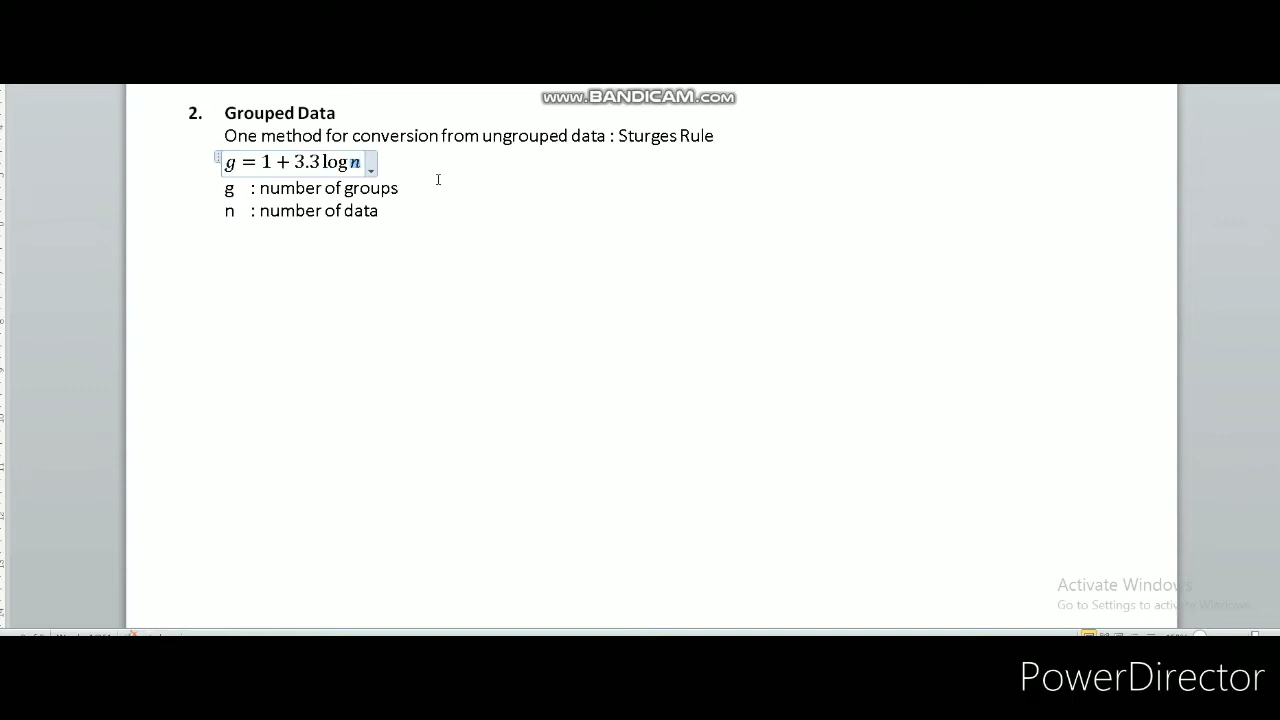 www.BANDICAM.com
2. Grouped Data
One method for conversion from ungrouped data : Sturges Rule
g = 1 + 3.3 log n
g : number of groups
n : number of data
Activate Windows
Go to Settings to activate Windows.
PowerDirector